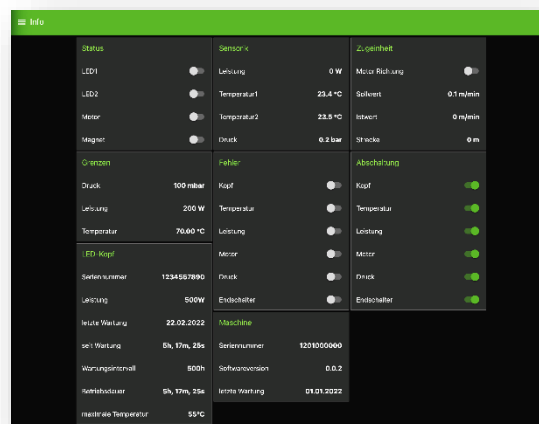 Info
Status
LED1
LED2
Motor
Magnet
Sensorik
Leistung 0 W
Temperatur1 23.4 °C
Temperatur2 23.5 °C
Druck 0.2 bar
Zugeinheit
Motor Richtung
Sollwert 0.1 m/min
Istwert 0 m/min
Strecke 0 m
Grenzen
Druck 100 mbar
Leistung 200 W
Temperatur 70.00 °C
Fehler
Kopf
Temperatur
Leistung
Motor
Druck
Endschalter
Abschaltung
Kopf
Temperatur
Leistung
Motor
Druck
Endschalter
LED-Kopf
Seriennummer 1234567890
Leistung 500W
letzte Wartung 22.02.2022
seit Wartung 5h, 17m, 25s
Wartungsintervall 500h
Betriebsdauer 5h, 17m, 25s
maximale Temperatur 55°C
Maschine
Seriennummer 1201000000
Softwareversion 0.0.2
letzte Wartung 01.01.2022